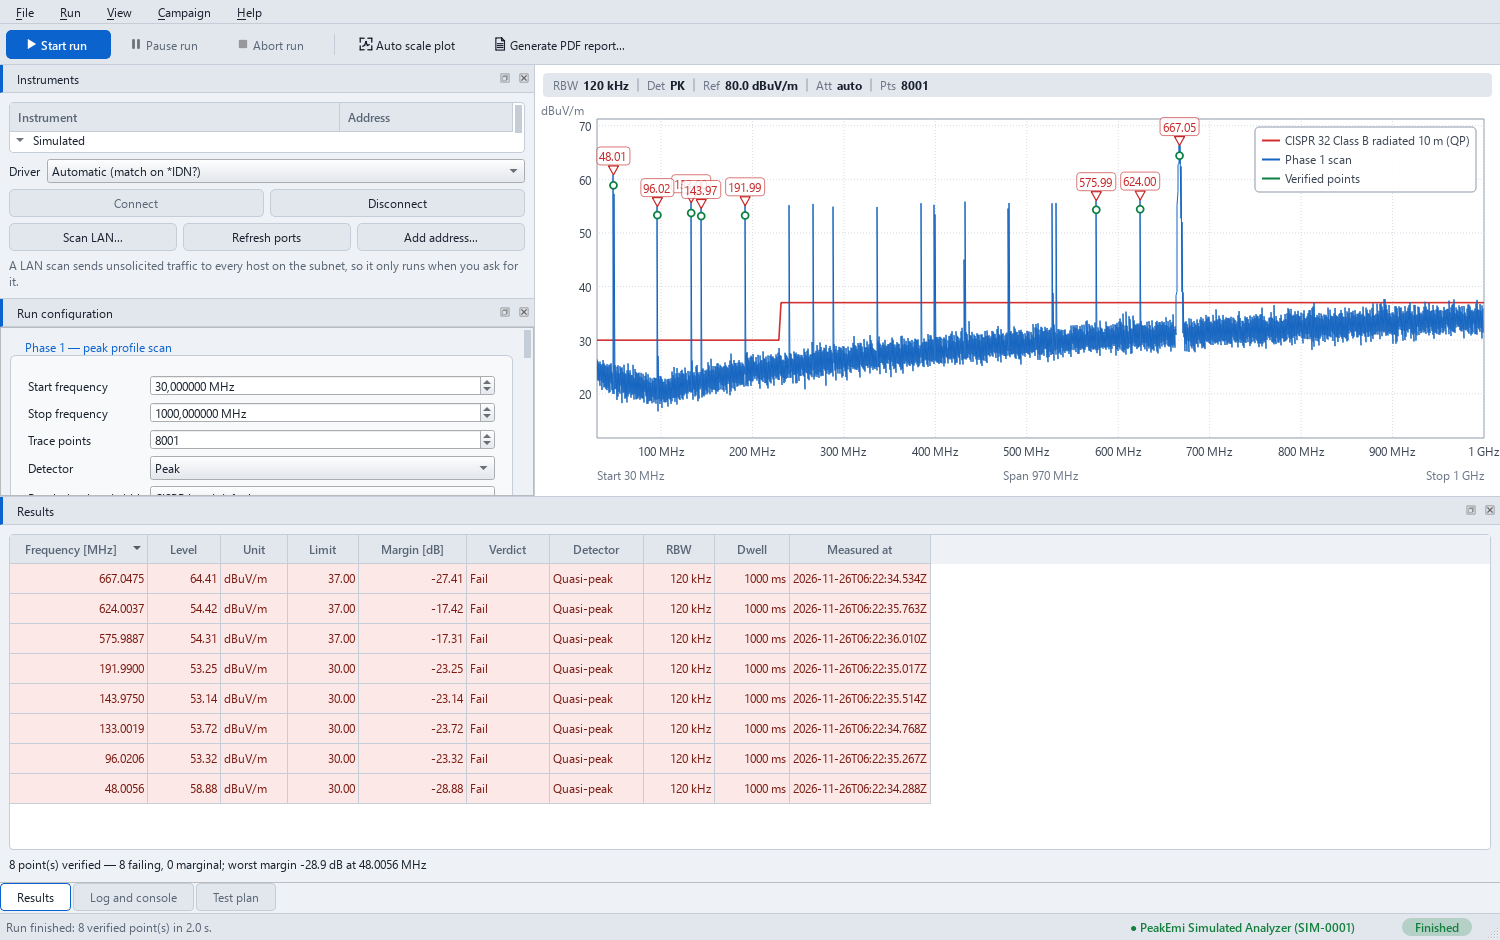 File Run View Campaign Help
Start run Pause run Abort run Auto scale plot Generate PDF report...
Instruments
Instrument Address
Simulated
Driver Automatic (match on *IDN?)
Connect Disconnect
Scan LAN... Refresh ports Add address...
A LAN scan sends unsolicited traffic to every host on the subnet, so it only runs when you ask for
it.
Run configuration
Phase 1 — peak profile scan
Start frequency 30,000000 MHz
Stop frequency 1000,000000 MHz
Trace points 8001
Detector Peak
RBW 120 kHz Det PK Ref 80.0 dBuV/m Att auto Pts 8001
dBuV/m
70
60
50
40
30
20
48.01
96.02
143.97
191.99
575.99
624.00
667.05
CISPR 32 Class B radiated 10 m (QP)
Phase 1 scan
Verified points
100 MHz 200 MHz 300 MHz 400 MHz 500 MHz 600 MHz 700 MHz 800 MHz 900 MHz 1 GHz
Start 30 MHz Span 970 MHz Stop 1 GHz
Results
Frequency [MHz] Level Unit Limit Margin [dB] Verdict Detector RBW Dwell Measured at
667.0475 64.41 dBuV/m 37.00 -27.41 Fail Quasi-peak 120 kHz 1000 ms 2026-11-26T06:22:34.534Z
624.0037 54.42 dBuV/m 37.00 -17.42 Fail Quasi-peak 120 kHz 1000 ms 2026-11-26T06:22:35.763Z
575.9887 54.31 dBuV/m 37.00 -17.31 Fail Quasi-peak 120 kHz 1000 ms 2026-11-26T06:22:36.010Z
191.9900 53.25 dBuV/m 30.00 -23.25 Fail Quasi-peak 120 kHz 1000 ms 2026-11-26T06:22:35.017Z
143.9750 53.14 dBuV/m 30.00 -23.14 Fail Quasi-peak 120 kHz 1000 ms 2026-11-26T06:22:35.514Z
133.0019 53.72 dBuV/m 30.00 -23.72 Fail Quasi-peak 120 kHz 1000 ms 2026-11-26T06:22:34.768Z
96.0206 53.32 dBuV/m 30.00 -23.32 Fail Quasi-peak 120 kHz 1000 ms 2026-11-26T06:22:35.267Z
48.0056 58.88 dBuV/m 30.00 -28.88 Fail Quasi-peak 120 kHz 1000 ms 2026-11-26T06:22:34.288Z
8 point(s) verified — 8 failing, 0 marginal; worst margin -28.9 dB at 48.0056 MHz
Results Log and console Test plan
Run finished: 8 verified point(s) in 2.0 s. PeakEmi Simulated Analyzer (SIM-0001) Finished